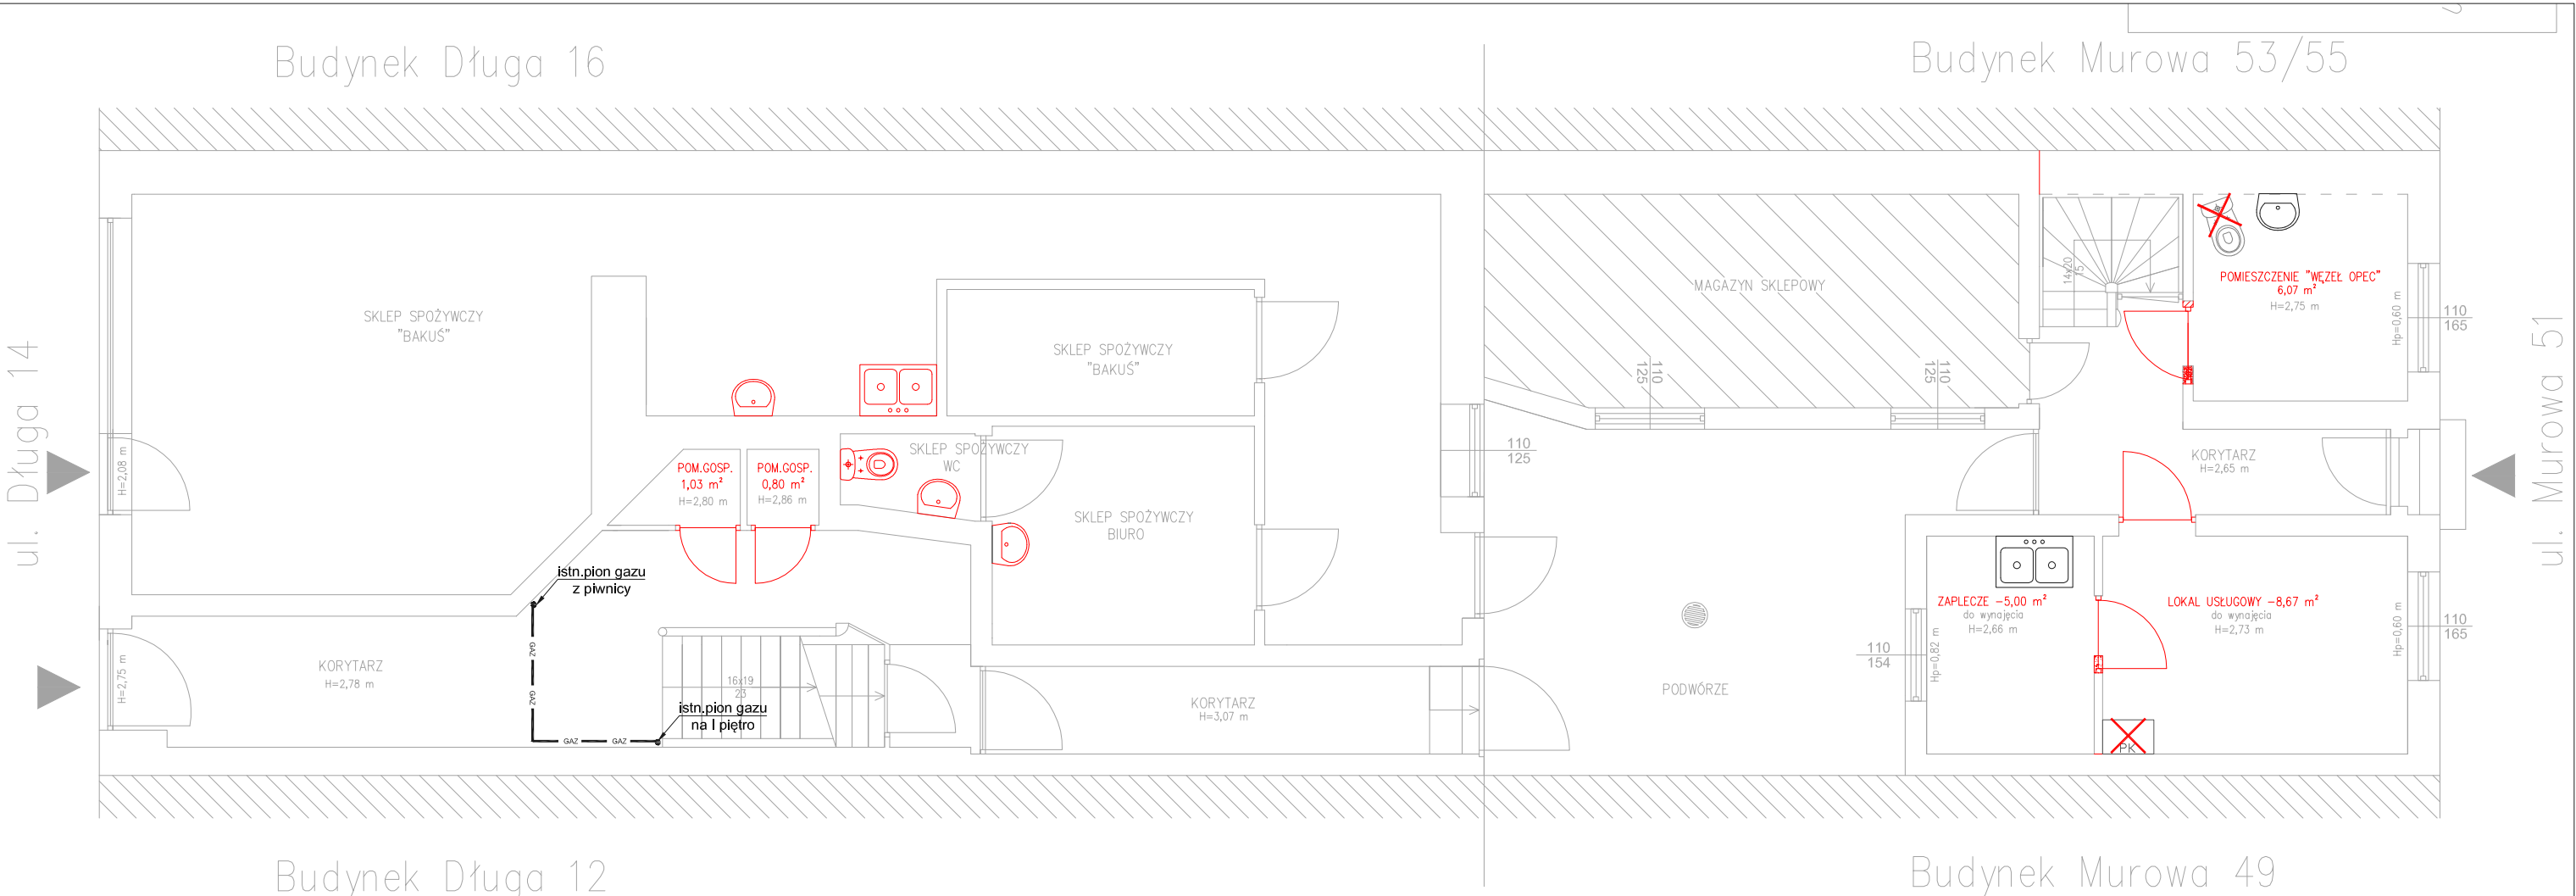 Budynek Długa 16
Budynek Murowa 53/55
ul. Długa 14
SKLEP SPOŻYWCZY
"BAKUŚ"
H=2,08 m
SKLEP SPOŻYWCZY
"BAKUŚ"
SKLEP SPOŻYWCZY
WC
POM.GOSP.
1,03 m²
H=2,80 m
POM.GOSP.
0,80 m²
H=2,86 m
SKLEP SPOŻYWCZY
BIURO
istn.pion gazu
z piwnicy
GAZ
GAZ
GAZ
GAZ
KORYTARZ
H=2,78 m
H=2,75 m
16x19
23
istn.pion gazu
na I piętro
KORYTARZ
H=3,07 m
110
125
MAGAZYN SKLEPOWY
110
125
110
125
14x20
15
POMIESZCZENIE "WĘZEŁ OPEC"
6,07 m²
H=2,75 m
Hp=0,60 m
110
165
KORYTARZ
H=2,65 m
ul. Murowa 51
PODWÓRZE
110
154
Hp=0,82 m
ZAPLECZE -5,00 m²
do wynajęcia
H=2,66 m
LOKAL USŁUGOWY -8,67 m²
do wynajęcia
H=2,73 m
Hp=0,60 m
110
165
PK
Budynek Długa 12
Budynek Murowa 49